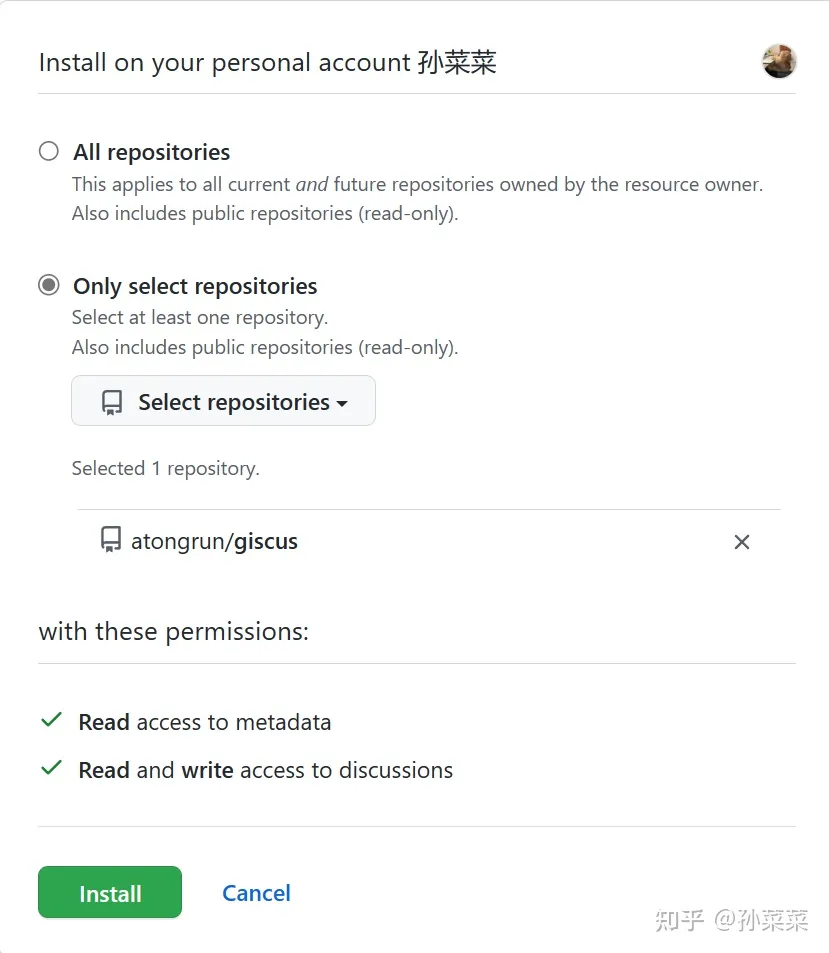 Install on your personal account 孙菜菜
All repositories
This applies to all current and future repositories owned by the resource owner.
Also includes public repositories (read-only).
Only select repositories
Select at least one repository.
Also includes public repositories (read-only).
Select repositories
Selected 1 repository.
atongrun/giscus
with these permissions:
Read access to metadata
Read and write access to discussions
Install Cancel
知乎 @孙菜菜